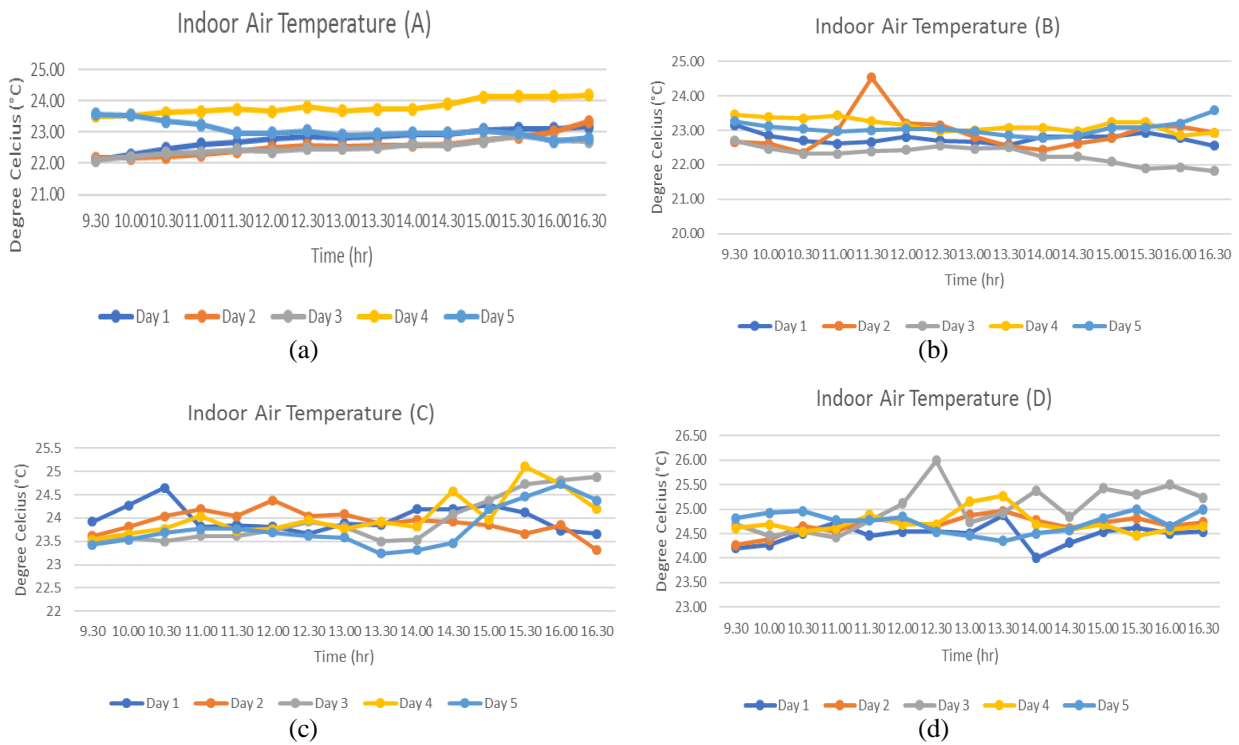 Indoor Air Temperature (A)
Degree Celcius (°C)
25.00
24.00
23.00
22.00
21.00
9.30 10.00 10.30 11.00 11.30 12.00 12.30 13.00 13.30 14.00 14.30 15.00 15.30 16.00 16.30
Time (hr)
Day 1 Day 2 Day 3 Day 4 Day 5
(a)
Indoor Air Temperature (B)
Degree Celcius (°C)
25.00
24.00
23.00
22.00
21.00
20.00
9.30 10.00 10.30 11.00 11.30 12.00 12.30 13.00 13.30 14.00 14.30 15.00 15.30 16.00 16.30
Time (hr)
Day 1 Day 2 Day 3 Day 4 Day 5
(b)
Indoor Air Temperature (C)
Degree Celcius (°C)
25.5
25
24.5
24
23.5
23
22.5
22
9.30 10.00 10.30 11.00 11.30 12.00 12.30 13.00 13.30 14.00 14.30 15.00 15.30 16.00 16.30
Time (hr)
Day 1 Day 2 Day 3 Day 4 Day 5
(c)
Indoor Air Temperature (D)
Degree Celcius (°C)
26.50
26.00
25.50
25.00
24.50
24.00
23.50
23.00
9.30 10.00 10.30 11.00 11.30 12.00 12.30 13.00 13.30 14.00 14.30 15.00 15.30 16.00 16.30
Time (hr)
Day 1 Day 2 Day 3 Day 4 Day 5
(d)